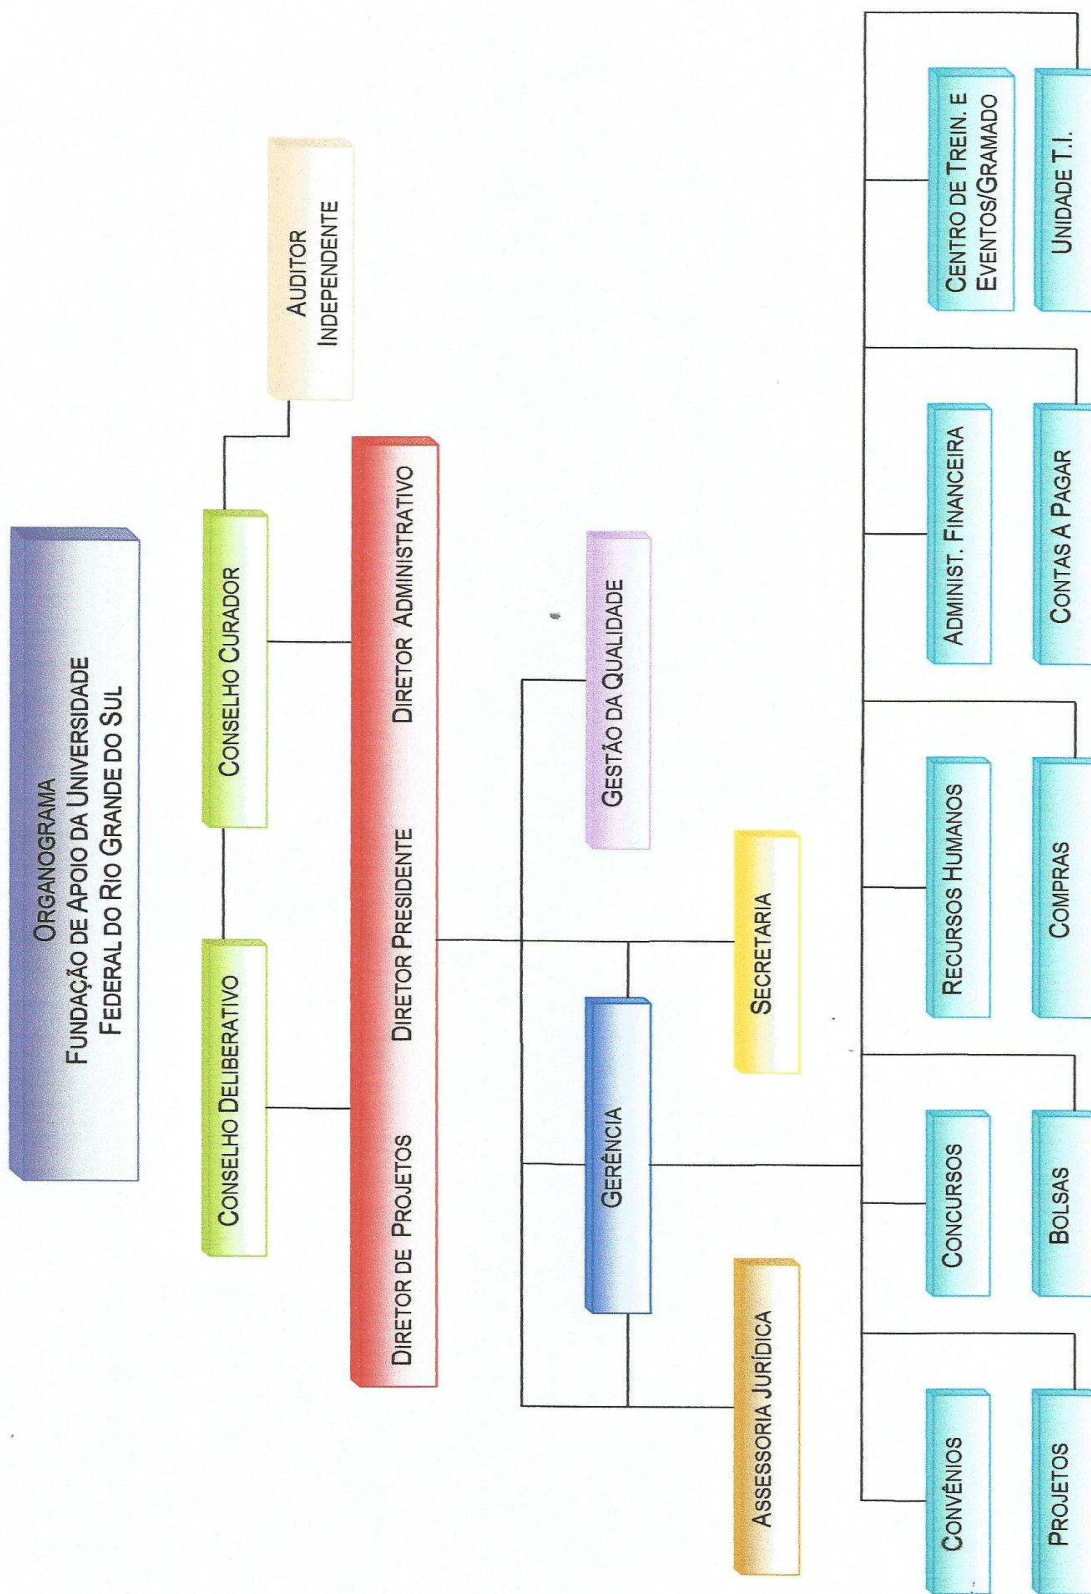 ORGANOGRAMA
FUNDAÇÃO DE APOIO DA UNIVERSIDADE
FEDERAL DO RIO GRANDE DO SUL
CONSELHO DELIBERATIVO
CONSELHO CURADOR
AUDITOR
INDEPENDENTE
DIRETOR DE PROJETOS
DIRETOR PRESIDENTE
DIRETOR ADMINISTRATIVO
GERÊNCIA
GESTÃO DA QUALIDADE
ASSESSORIA JURÍDICA
SECRETARIA
CONVÊNIOS
CONCURSOS
RECURSOS HUMANOS
ADMINIST. FINANCEIRA
CENTRO DE TREIN. E
EVENTOS/GRAMADO
PROJETOS
BOLSAS
COMPRAS
CONTAS A PAGAR
UNIDADE T.I.